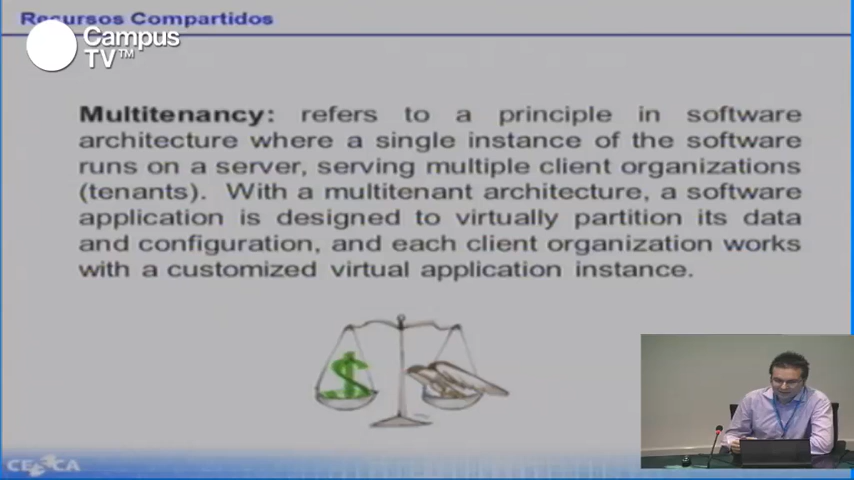 Recursos Compartidos
Campus
TV™
Multitenancy: refers to a principle in software
architecture where a single instance of the software
runs on a server, serving multiple client organizations
(tenants). With a multitenant architecture, a software
application is designed to virtually partition its data
and configuration, and each client organization works
with a customized virtual application instance.
$